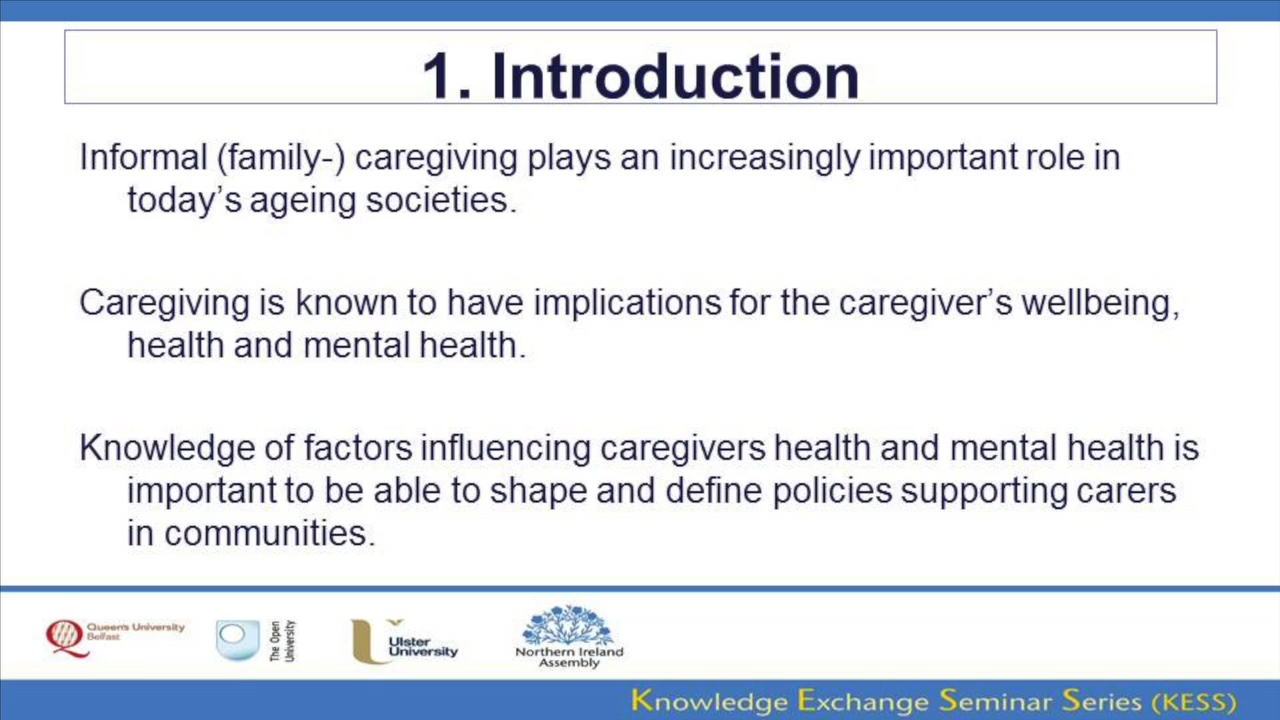 1. Introduction
Informal (family-) caregiving plays an increasingly important role in
today's ageing societies.
Caregiving is known to have implications for the caregiver's wellbeing,
health and mental health.
Knowledge of factors influencing caregivers health and mental health is
important to be able to shape and define policies supporting carers
in communities.
Queen's University
Belfast
The Open
University
Ulster
University
Northern Ireland
Assembly
Knowledge Exchange Seminar Series (KESS)